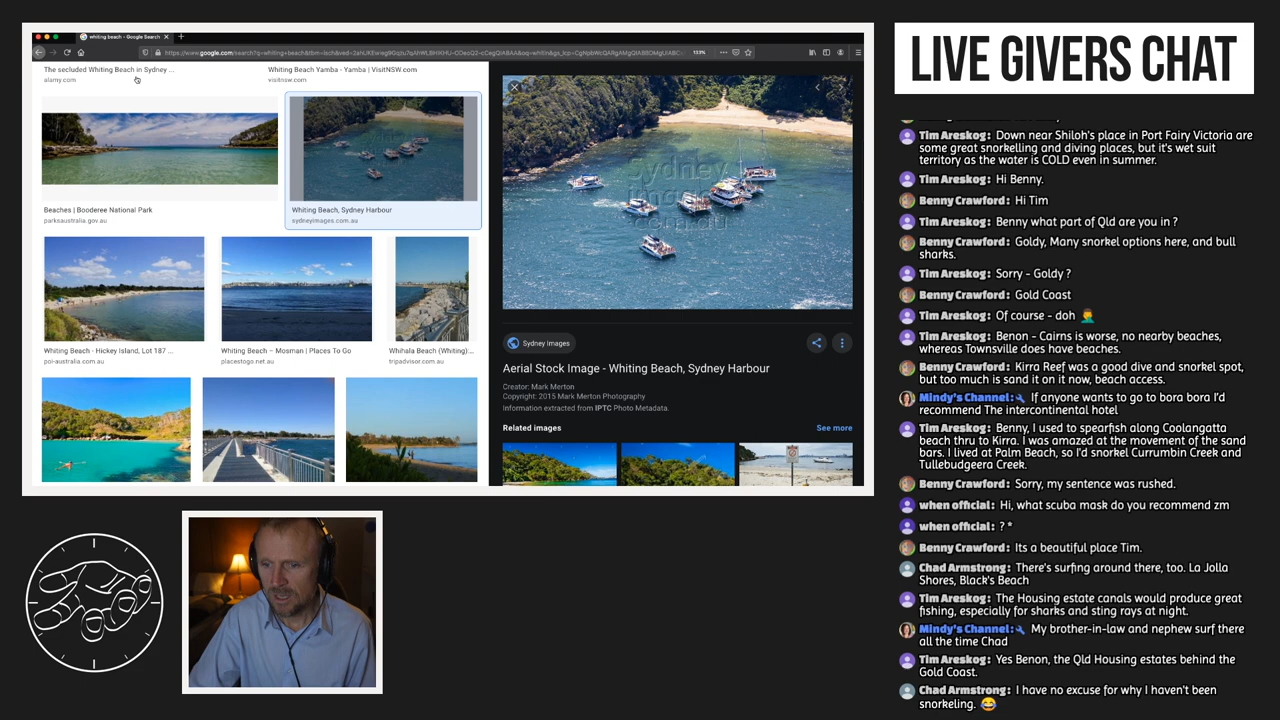 whiting beach - Google Search
133%
The secluded Whiting Beach in Sydney ...
alamy.com
Whiting Beach Yamba - Yamba | VisitNSW.com
visitnsw.com
Beaches | Booderee National Park
parksaustralia.gov.au
Whiting Beach, Sydney Harbour
sydneyimages.com.au
Whiting Beach - Hickey Island, Lot 187 ...
poi-australia.com.au
Whiting Beach – Mosman | Places To Go
placestogo.net.au
Whihala Beach (Whiting):...
tripadvisor.com.au
Sydney
Images
.com.au
Sydney Images
Aerial Stock Image - Whiting Beach, Sydney Harbour
Creator: Mark Merton
Copyright: 2015 Mark Merton Photography
Information extracted from IPTC Photo Metadata.
Related images
See more
LIVE GIVERS CHAT
Tim Areskog: Down near Shiloh's place in Port Fairy Victoria are
some great snorkelling and diving places, but it's wet suit
territory as the water is COLD even in summer.
Tim Areskog: Hi Benny.
Benny Crawford: Hi Tim
Tim Areskog: Benny what part of Qld are you in ?
Benny Crawford: Goldy, Many snorkel options here, and bull
sharks.
Tim Areskog: Sorry - Goldy ?
Benny Crawford: Gold Coast
Tim Areskog: Of course - doh 🤦‍♂️
Tim Areskog: Benon - Cairns is worse, no nearby beaches,
whereas Townsville does have beaches.
Benny Crawford: Kirra Reef was a good dive and snorkel spot,
but too much is sand it on it now, beach access.
Mindy's Channel: If anyone wants to go to bora bora I'd
recommend The intercontinental hotel
Tim Areskog: Benny, I used to spearfish along Coolangatta
beach thru to Kirra. I was amazed at the movement of the sand
bars. I lived at Palm Beach, so I'd snorkel Currumbin Creek and
Tullebudgeera Creek.
Benny Crawford: Sorry, my sentence was rushed.
when official: Hi, what scuba mask do you recommend zm
when official: ? *
Benny Crawford: Its a beautiful place Tim.
Chad Armstrong: There's surfing around there, too. La Jolla
Shores, Black's Beach
Tim Areskog: The Housing estate canals would produce great
fishing, especially for sharks and sting rays at night.
Mindy's Channel: My brother-in-law and nephew surf there
all the time Chad
Tim Areskog: Yes Benon, the Qld Housing estates behind the
Gold Coast.
Chad Armstrong: I have no excuse for why I haven't been
snorkeling. 😂